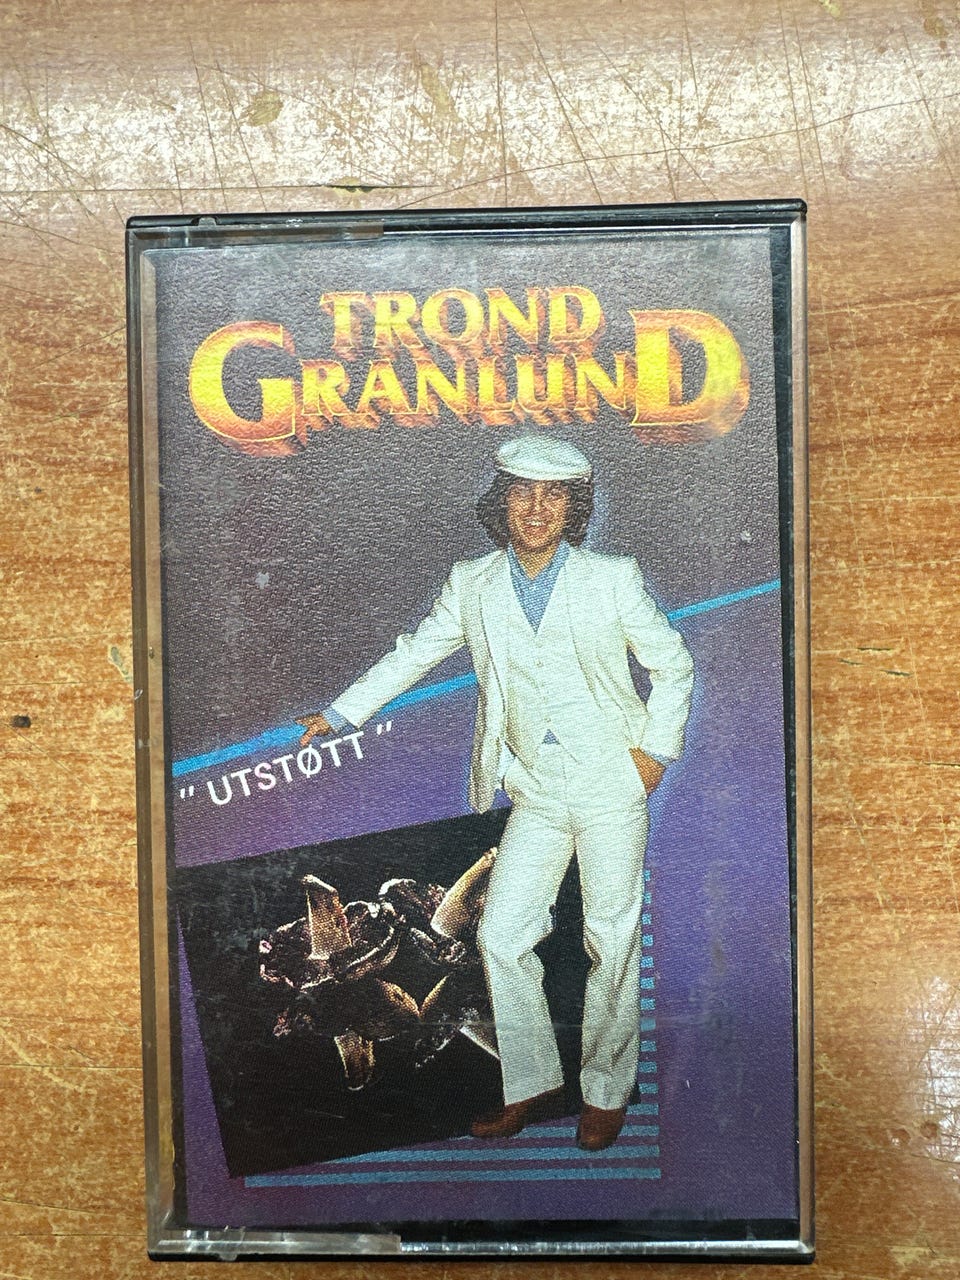 TROND
GRANLUND
" UTSTØTT "